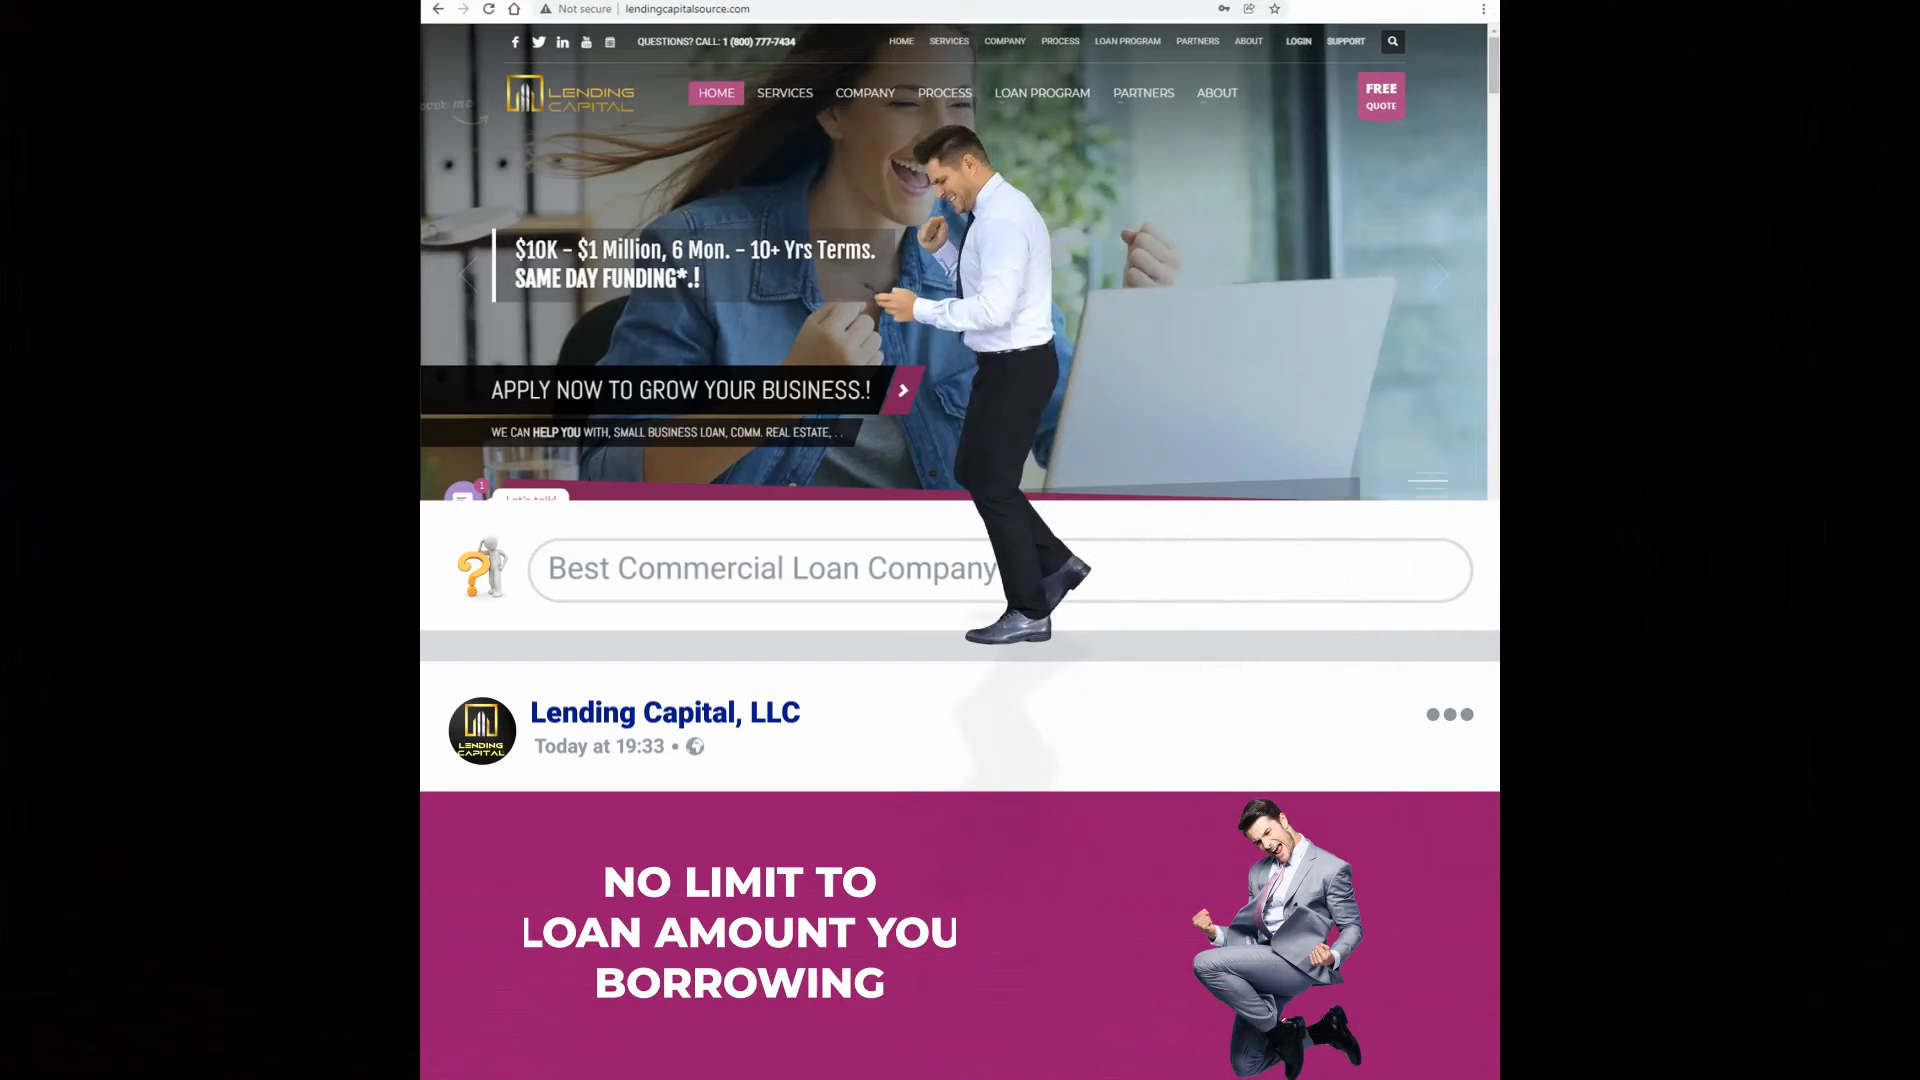 Not secure
lendingcapitalsource.com
QUESTIONS? CALL: 1 (800) 777-7434
HOME SERVICES COMPANY PROCESS LOAN PROGRAM PARTNERS ABOUT LOGIN SUPPORT
LENDING
CAPITAL
HOME SERVICES COMPANY PROCESS LOAN PROGRAM PARTNERS ABOUT
FREE
QUOTE
$10K – $1 Million, 6 Mon. – 10+ Yrs Terms.
SAME DAY FUNDING*.!
APPLY NOW TO GROW YOUR BUSINESS.!
WE CAN HELP YOU WITH, SMALL BUSINESS LOAN, COMM. REAL ESTATE, . .
1
Let's talk!
Best Commercial Loan Company
Lending Capital, LLC
LENDING
CAPITAL
Today at 19:33 •
NO LIMIT TO
LOAN AMOUNT YOU
BORROWING